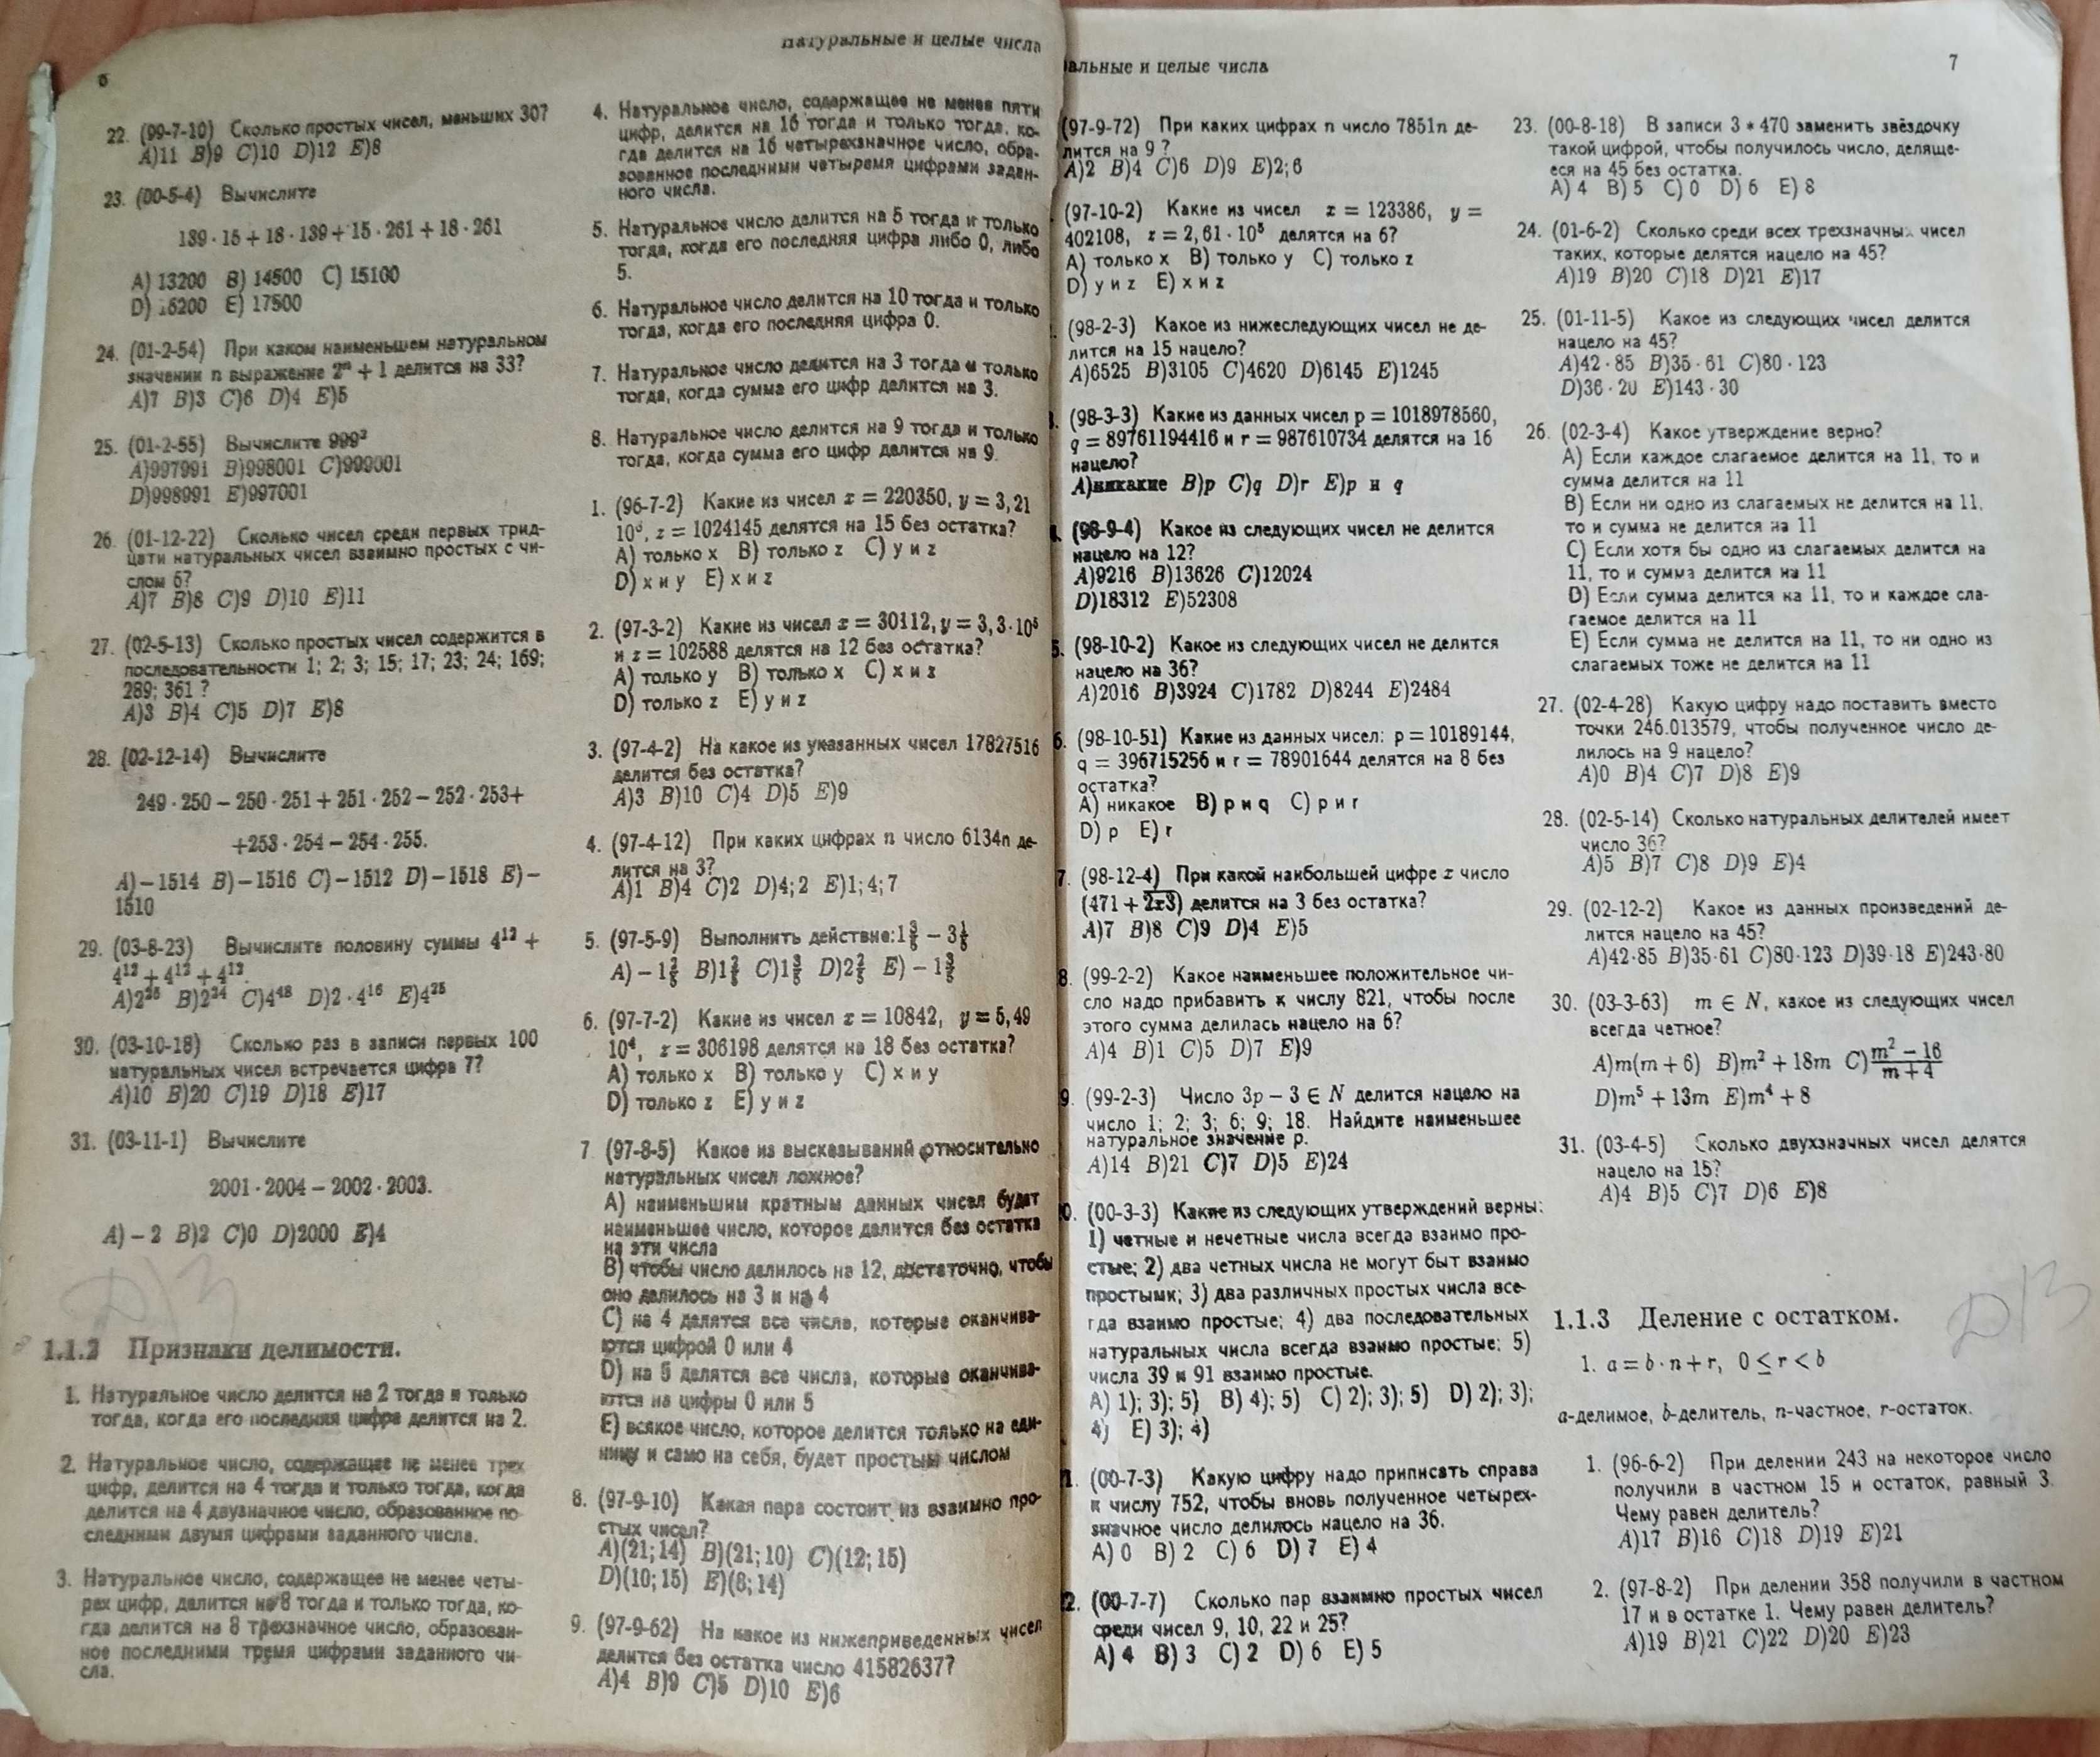 6
Натуральные и целые числа
22. (99-7-10) Сколько простых чисел, меньших 30?
A)11 B)9 C)10 D)12 E)8
23. (00-5-4) Вычислите
139 · 15 + 18 · 139 + 15 · 261 + 18 · 261
A) 13200 B) 14500 C) 15100
D) 16200 E) 17500
24. (01-2-54) При каком наименьшем натуральном
значении n выражение 2ⁿ + 1 делится на 33?
A)7 B)3 C)6 D)4 E)5
25. (01-2-55) Вычислите 999²
A)997991 B)998001 C)999001
D)998991 E)997001
26. (01-12-22) Сколько чисел среди первых трид-
цати натуральных чисел взаимно простых с чи-
слом 6?
A)7 B)8 C)9 D)10 E)11
27. (02-5-13) Сколько простых чисел содержится в
последовательности 1; 2; 3; 15; 17; 23; 24; 169;
289; 361 ?
A)3 B)4 C)5 D)7 E)8
28. (02-12-14) Вычислите
249 · 250 − 250 · 251 + 251 · 252 − 252 · 253+
+253 · 254 − 254 · 255.
A) − 1514 B) − 1516 C) − 1512 D) − 1518 E) −
1510
29. (03-8-23) Вычислите половину суммы 4¹² +
4¹² + 4¹² + 4¹².
A)2²⁵ B)2²⁴ C)4⁴⁸ D)2 · 4¹⁶ E)4²⁵
30. (03-10-18) Сколько раз в записи первых 100
натуральных чисел встречается цифра 7?
A)10 B)20 C)19 D)18 E)17
31. (03-11-1) Вычислите
2001 · 2004 − 2002 · 2003.
A) − 2 B)2 C)0 D)2000 E)4
1.1.2 Признаки делимости.
1. Натуральное число делится на 2 тогда и только
тогда, когда его последняя цифра делится на 2.
2. Натуральное число, содержащее не менее трех
цифр, делится на 4 тогда и только тогда, когда
делится на 4 двузначное число, образованное по-
следними двумя цифрами заданного числа.
3. Натуральное число, содержащее не менее четы-
рех цифр, делится на 8 тогда и только тогда, ко-
гда делится на 8 трехзначное число, образован-
ное последними тремя цифрами заданного чи-
сла.
4. Натуральное число, содержащее не менее пяти
цифр, делится на 16 тогда и только тогда, ко-
гда делится на 16 четырехзначное число, обра-
зованное последними четыремя цифрами задан-
ного числа.
5. Натуральное число делится на 5 тогда и только
тогда, когда его последняя цифра либо 0, либо
5.
6. Натуральное число делится на 10 тогда и только
тогда, когда его последняя цифра 0.
7. Натуральное число делится на 3 тогда и только
тогда, когда сумма его цифр делится на 3.
8. Натуральное число делится на 9 тогда и только
тогда, когда сумма его цифр делится на 9.
1. (96-7-2) Какие из чисел x = 220350, y = 3, 21
10⁶, z = 1024145 делятся на 15 без остатка?
A) только x B) только z C) y и z
D) x и y E) x и z
2. (97-3-2) Какие из чисел x = 30112, y = 3, 3·10⁵
и z = 102588 делятся на 12 без остатка?
A) только y B) только x C) x и z
D) только z E) y и z
3. (97-4-2) На какое из указанных чисел 17827516
делится без остатка?
A)3 B)10 C)4 D)5 E)9
4. (97-4-12) При каких цифрах n число 6134n де-
лится на 3?
A)1 B)4 C)2 D)4; 2 E)1; 4; 7
5. (97-5-9) Выполнить действие:1 3/5 − 3 1/5
A) − 1 2/5 B)1 2/5 C)1 3/5 D)2 2/5 E) − 1 3/5
6. (97-7-2) Какие из чисел x = 10842, y = 5, 49
10⁴, z = 306198 делятся на 18 без остатка?
A) только x B) только y C) x и y
D) только z E) y и z
7 (97-8-5) Какое из высказываний относительно
натуральных чисел ложное?
A) наименьшим кратным данных чисел будет
наименьшее число, которое делится без остатка
на эти числа
B) чтобы число делилось на 12, достаточно, чтобы
оно делилось на 3 и на 4
C) на 4 делятся все числа, которые оканчива-
ются цифрой 0 или 4
D) на 5 делятся все числа, которые оканчива-
ются на цифры 0 или 5
E) всякое число, которое делится только на еди-
ницу и само на себя, будет простым числом
8. (97-9-10) Какая пара состоит из взаимно про-
стых чисел?
A)(21; 14) B)(21; 10) C)(12; 15)
D)(10; 15) E)(8; 14)
9. (97-9-62) На какое из нижеприведенных чисел
делится без остатка число 41582637?
A)4 B)9 C)5 D)10 E)6
альные и целые числа
7
(97-9-72) При каких цифрах n число 7851n де-
лится на 9 ?
A)2 B)4 C)6 D)9 E)2; 6
(97-10-2) Какие из чисел x = 123386, y =
402108, z = 2, 61 · 10⁵ делятся на 6?
A) только x B) только y C) только z
D) y и z E) x и z
(98-2-3) Какое из нижеследующих чисел не де-
лится на 15 нацело?
A)6525 B)3105 C)4620 D)6145 E)1245
(98-3-3) Какие из данных чисел p = 1018978560,
q = 89761194416 и r = 987610734 делятся на 16
нацело?
A)никакие B)p C)q D)r E)p и q
(98-9-4) Какое из следующих чисел не делится
нацело на 12?
A)9216 B)13626 C)12024
D)18312 E)52308
5. (98-10-2) Какое из следующих чисел не делится
нацело на 36?
A)2016 B)3924 C)1782 D)8244 E)2484
6. (98-10-51) Какие из данных чисел: p = 10189144,
q = 396715256 и r = 78901644 делятся на 8 без
остатка?
A) никакое B) p и q C) p и r
D) p E) r
7. (98-12-4) При какой наибольшей цифре x число
(471 + 2x3) делится на 3 без остатка?
A)7 B)8 C)9 D)4 E)5
8. (99-2-2) Какое наименьшее положительное чи-
сло надо прибавить к числу 821, чтобы после
этого сумма делилась нацело на 6?
A)4 B)1 C)5 D)7 E)9
9. (99-2-3) Число 3p − 3 ∈ N делится нацело на
число 1; 2; 3; 6; 9; 18. Найдите наименьшее
натуральное значение p.
A)14 B)21 C)7 D)5 E)24
0. (00-3-3) Какие из следующих утверждений верны:
1) четные и нечетные числа всегда взаимо про-
стые; 2) два четных числа не могут быт взаимо
простыми; 3) два различных простых числа все-
гда взаимо простые; 4) два последовательных
натуральных числа всегда взаимо простые; 5)
числа 39 и 91 взаимо простые.
A) 1); 3); 5) B) 4); 5) C) 2); 3); 5) D) 2); 3);
4) E) 3); 4)
1. (00-7-3) Какую цифру надо приписать справа
к числу 752, чтобы вновь полученное четырех-
значное число делилось нацело на 36.
A) 0 B) 2 C) 6 D) 7 E) 4
2. (00-7-7) Сколько пар взаимно простых чисел
среди чисел 9, 10, 22 и 25?
A) 4 B) 3 C) 2 D) 6 E) 5
23. (00-8-18) В записи 3 * 470 заменить звёздочку
такой цифрой, чтобы получилось число, деляще-
еся на 45 без остатка.
A) 4 B) 5 C) 0 D) 6 E) 8
24. (01-6-2) Сколько среди всех трехзначных чисел
таких, которые делятся нацело на 45?
A)19 B)20 C)18 D)21 E)17
25. (01-11-5) Какое из следующих чисел делится
нацело на 45?
A)42 · 85 B)35 · 61 C)80 · 123
D)36 · 20 E)143 · 30
26. (02-3-4) Какое утверждение верно?
A) Если каждое слагаемое делится на 11, то и
сумма делится на 11
B) Если ни одно из слагаемых не делится на 11,
то и сумма не делится на 11
C) Если хотя бы одно из слагаемых делится на
11, то и сумма делится на 11
D) Если сумма делится на 11, то и каждое сла-
гаемое делится на 11
E) Если сумма не делится на 11, то ни одно из
слагаемых тоже не делится на 11
27. (02-4-28) Какую цифру надо поставить вместо
точки 246.013579, чтобы полученное число де-
лилось на 9 нацело?
A)0 B)4 C)7 D)8 E)9
28. (02-5-14) Сколько натуральных делителей имеет
число 36?
A)5 B)7 C)8 D)9 E)4
29. (02-12-2) Какое из данных произведений де-
лится нацело на 45?
A)42·85 B)35·61 C)80·123 D)39·18 E)243·80
30. (03-3-63) m ∈ N, какое из следующих чисел
всегда четное?
A)m(m + 6) B)m² + 18m C)(m² − 16)/(m + 4)
D)m⁵ + 13m E)m⁴ + 8
31. (03-4-5) Сколько двухзначных чисел делятся
нацело на 15?
A)4 B)5 C)7 D)6 E)8
1.1.3 Деление с остатком.
1. a = b · n + r, 0 ≤ r < b
a-делимое, b-делитель, n-частное, r-остаток.
1. (96-6-2) При делении 243 на некоторое число
получили в частном 15 и остаток, равный 3.
Чему равен делитель?
A)17 B)16 C)18 D)19 E)21
2. (97-8-2) При делении 358 получили в частном
17 и в остатке 1. Чему равен делитель?
A)19 B)21 C)22 D)20 E)23